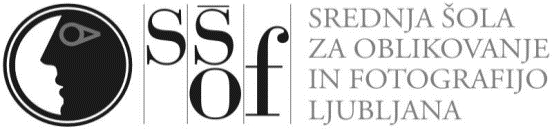 sš
of
SREDNJA ŠOLA
ZA OBLIKOVANJE
IN FOTOGRAFIJO
LJUBLJANA